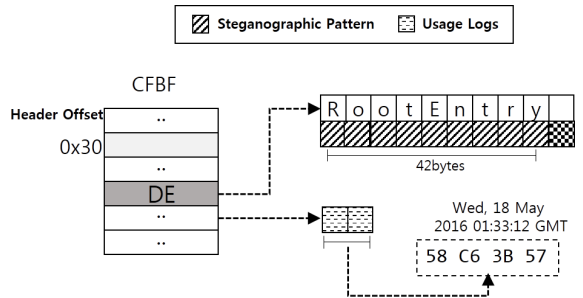 Steganographic Pattern Usage Logs
CFBF
Header Offset
..
0x30
..
DE
..
..
R o o t E n t r y
42bytes
Wed, 18 May
2016 01:33:12 GMT
58 C6 3B 57